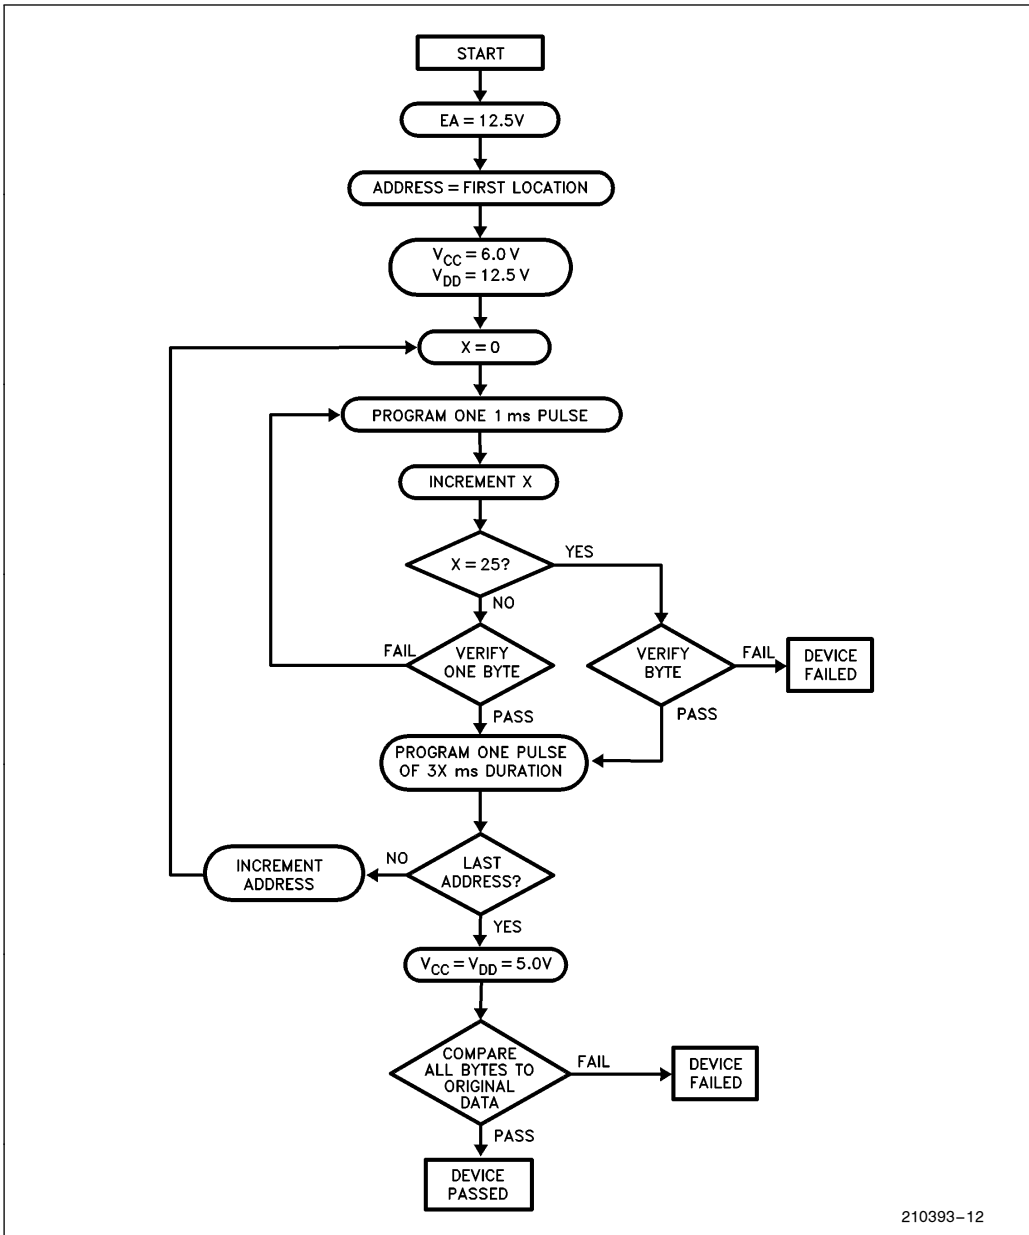 START
EA = 12.5V
ADDRESS = FIRST LOCATION
VCC = 6.0 V
VDD = 12.5 V
X = 0
PROGRAM ONE 1 ms PULSE
INCREMENT X
X = 25?
YES
NO
FAIL
VERIFY
ONE BYTE
VERIFY
BYTE
FAIL
DEVICE
FAILED
PASS
PASS
PROGRAM ONE PULSE
OF 3X ms DURATION
INCREMENT
ADDRESS
NO
LAST
ADDRESS?
YES
VCC = VDD = 5.0V
COMPARE
ALL BYTES TO
ORIGINAL
DATA
FAIL
DEVICE
FAILED
PASS
DEVICE
PASSED
210393–12